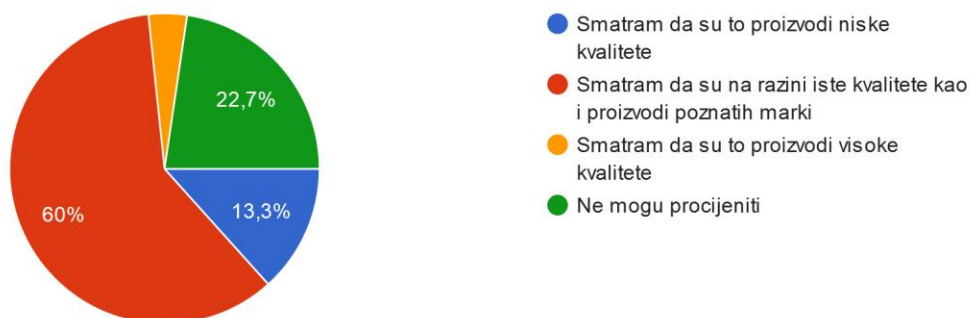 22,7%
60%
13,3%
Smatram da su to proizvodi niske
kvalitete
Smatram da su na razini iste kvalitete kao
i proizvodi poznatih marki
Smatram da su to proizvodi visoke
kvalitete
Ne mogu procijeniti